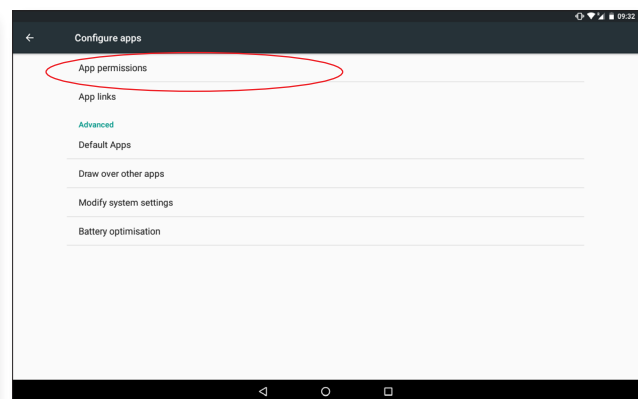 09:32
Configure apps
App permissions
App links
Advanced
Default Apps
Draw over other apps
Modify system settings
Battery optimisation